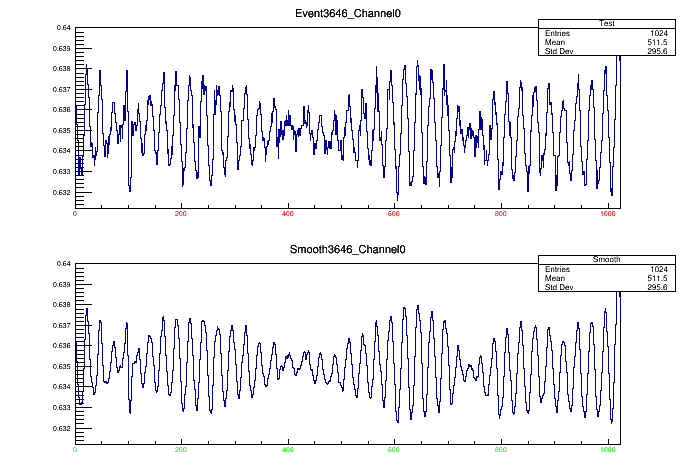 Event3646_Channel0
Test
Entries 1024
Mean 511.5
Std Dev 295.6
0.64
0.639
0.638
0.637
0.636
0.635
0.634
0.633
0.632
0 200 400 600 800 1000
Smooth3646_Channel0
Smooth
Entries 1024
Mean 511.5
Std Dev 295.6
0.64
0.639
0.638
0.637
0.636
0.635
0.634
0.633
0.632
0 200 400 600 800 1000